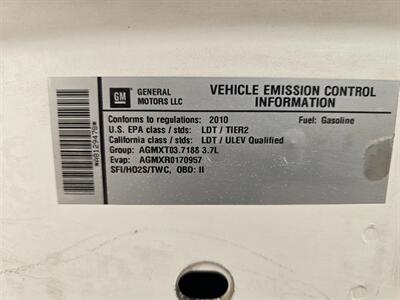 GM
GENERAL MOTORS LLC
VEHICLE EMISSION CONTROL INFORMATION
Conforms to regulations: 2010 Fuel: Gasoline
U.S. EPA class / stds: LDT / TIER2
California class / stds: LDT / ULEV Qualified
Group: AGMXT03.7188 3.7L
Evap: AGMXR0170957
SFI/HO2S/TWC, OBD: II